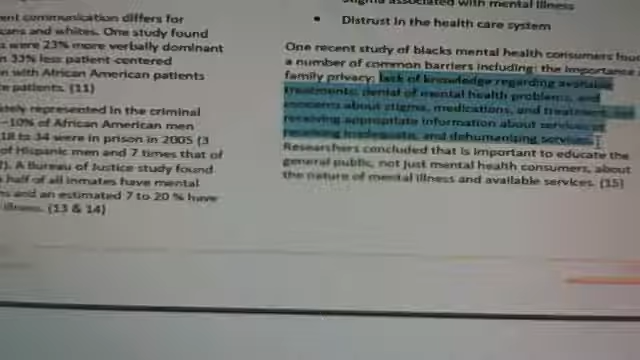 ent communication differs for
cans and whites. One study found
s were 23% more verbally dominant
n 33% less patient-centered
n with African American patients
te patients. (11)
ately represented in the criminal
~10% of African American men
18 to 34 were in prison in 2005 (3
of Hispanic men and 7 times that of
). A Bureau of Justice study found
half of all inmates have mental
and an estimated 7 to 20 % have
illness. (13 & 14)
stigma associated with mental illness
• Distrust in the health care system
One recent study of blacks mental health consumers
a number of common barriers including: the importance
family privacy; lack of knowledge regarding available
treatments; denial of mental health problems; and
concerns about stigma, medications, and treatment
receiving appropriate information about services
receiving inadequate, and dehumanizing services.
Researchers concluded that is important to educate the
general public, not just mental health consumers, about
the nature of mental illness and available services. (15)